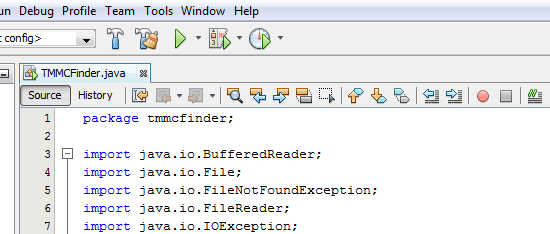 un Debug Profile Team Tools Window Help
config>
TMMCFinder.java
Source History
1 package tmmcfinder;
2
3 import java.io.BufferedReader;
4 import java.io.File;
5 import java.io.FileNotFoundException;
6 import java.io.FileReader;
7 import java.io.IOException;